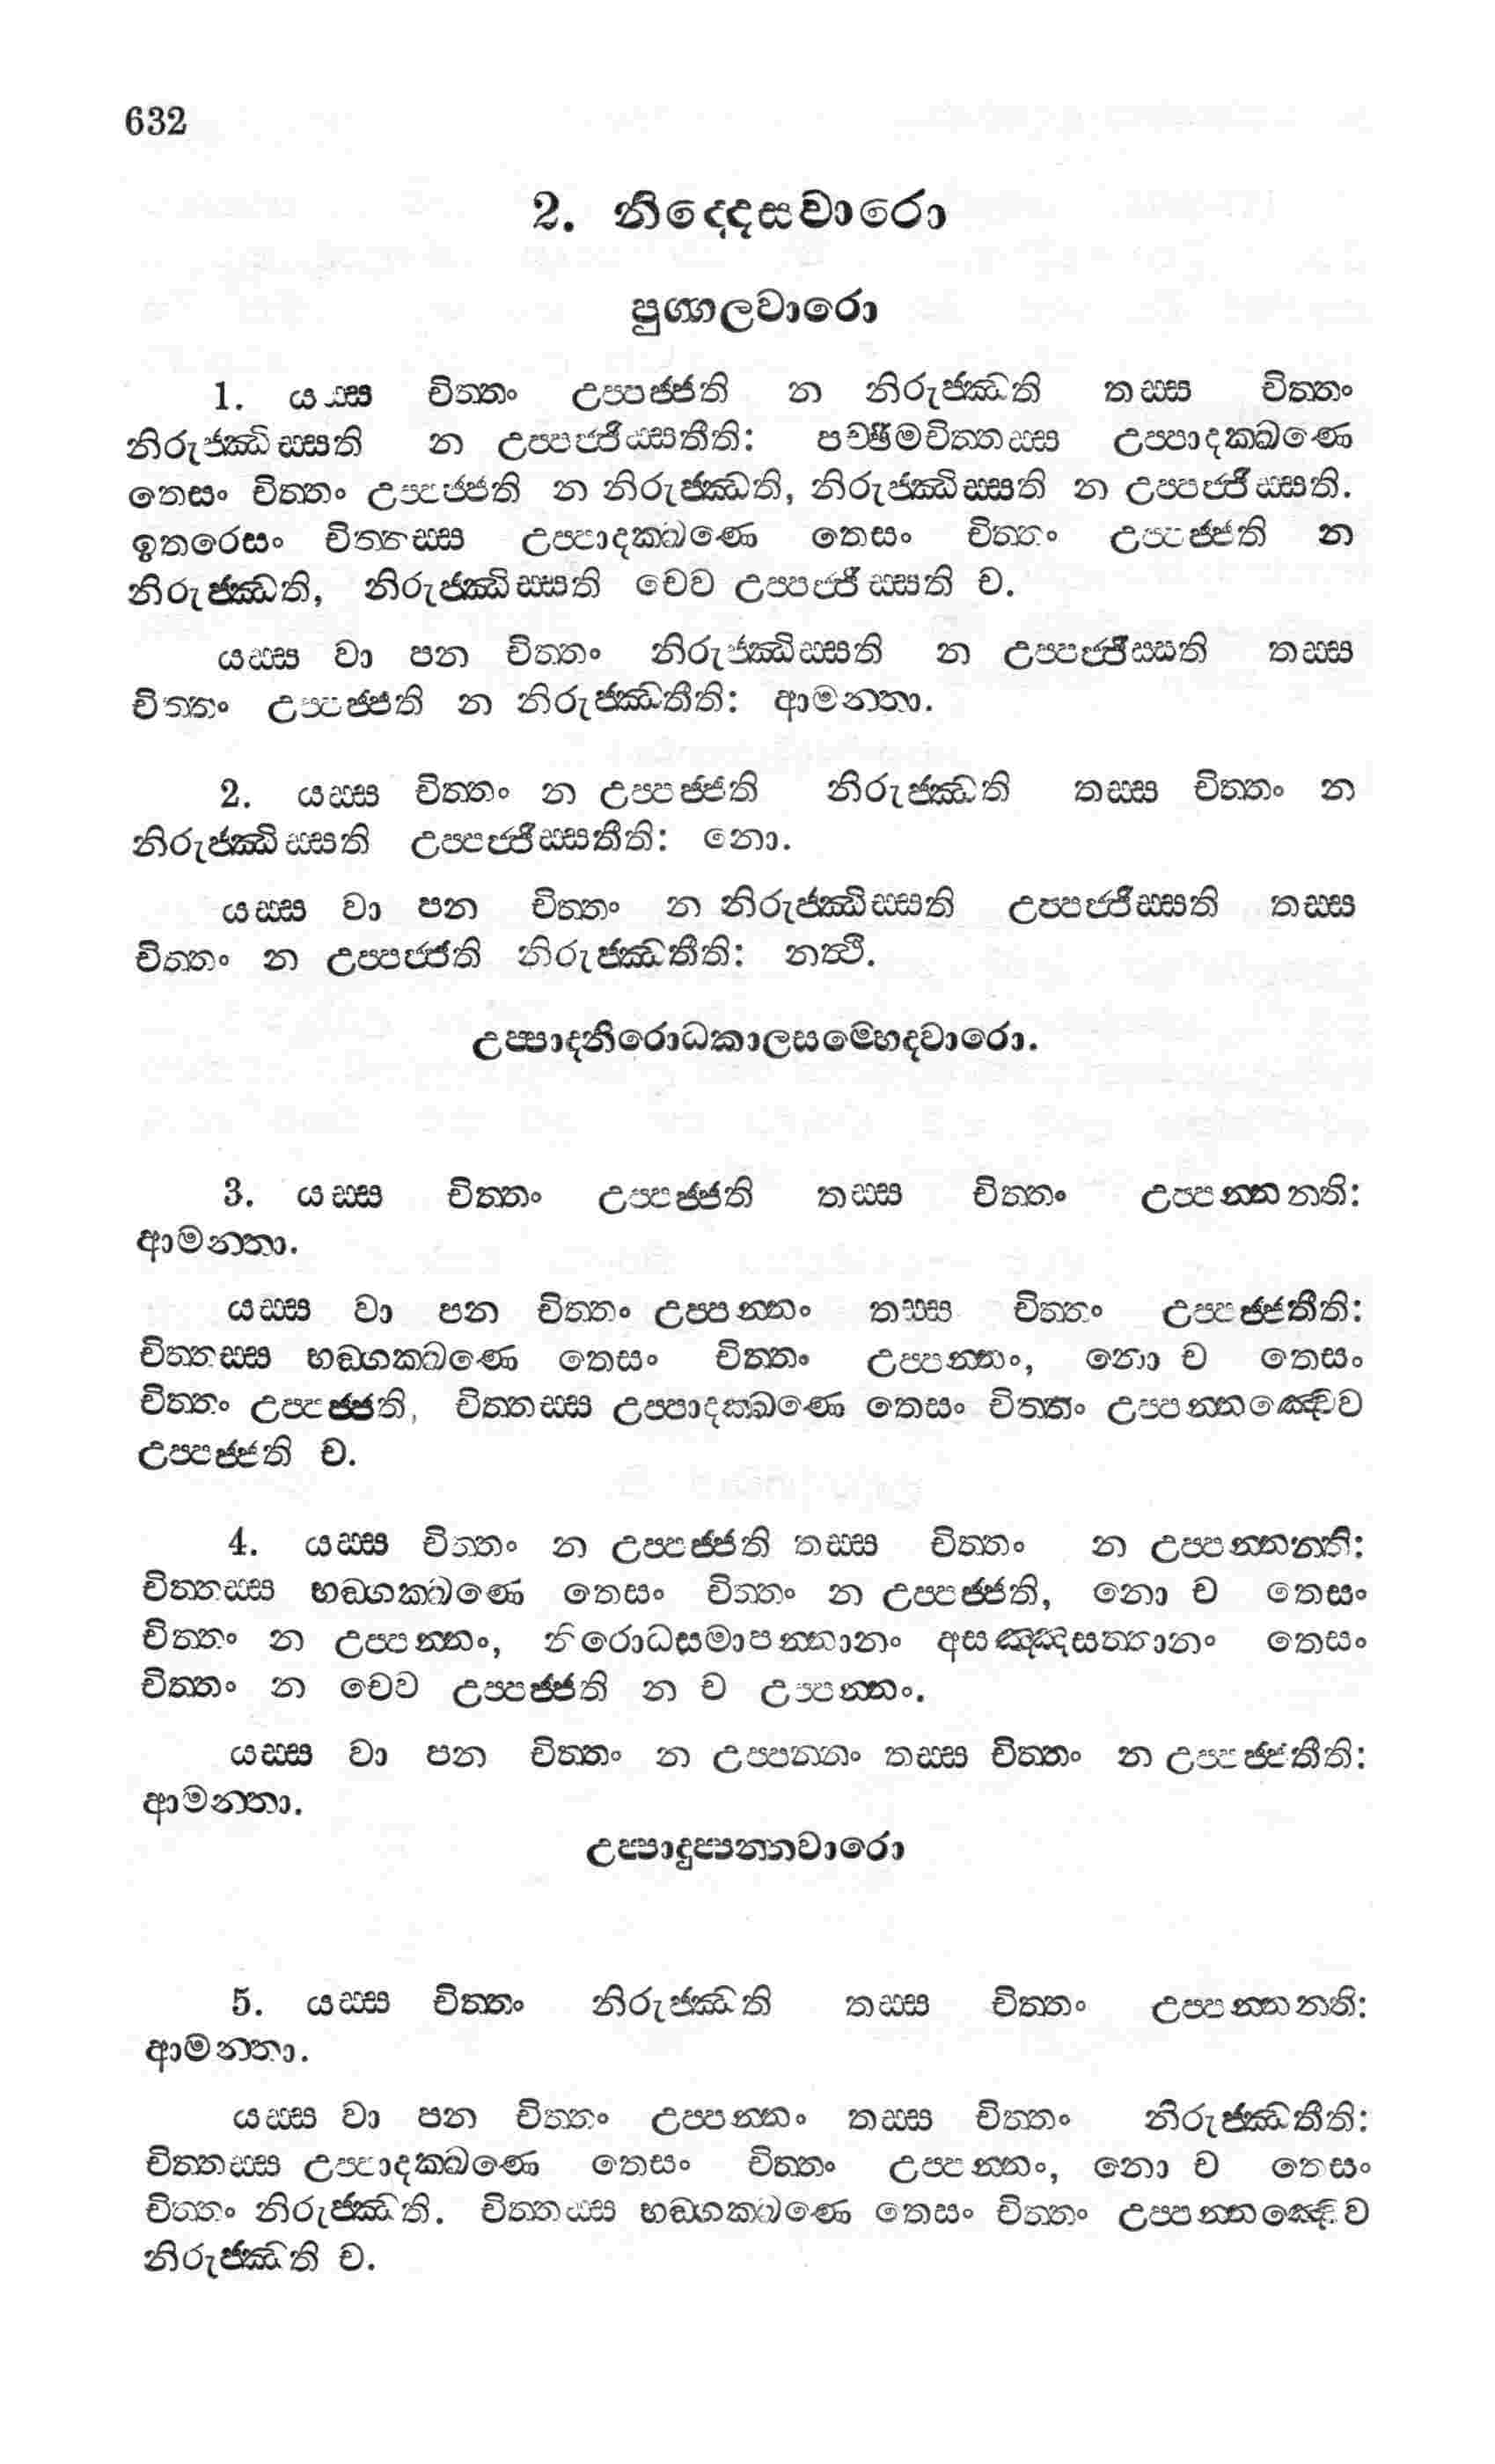 632
2. නිද්දෙසවාරො
පුග්ගලවාරො
1. යස්ස චිත්තං උප්පජ්ජති න නිරුජ්ඣති තස්ස චිත්තං
නිරුජ්ඣිස්සති න උප්පජ්ජිස්සතීති: පච්ඡිමචිත්තස්ස උප්පාදක්ඛණෙ
තෙසං චිත්තං උප්පජ්ජති න නිරුජ්ඣති, නිරුජ්ඣිස්සති න උප්පජ්ජිස්සති.
ඉතරෙසං චිත්තස්ස උප්පාදක්ඛණෙ තෙසං චිත්තං උප්පජ්ජති න
නිරුජ්ඣති, නිරුජ්ඣිස්සති චෙව උප්පජ්ජිස්සති ච.
යස්ස වා පන චිත්තං නිරුජ්ඣිස්සති න උප්පජ්ජිස්සති තස්ස
චිත්තං උප්පජ්ජති න නිරුජ්ඣතීති: ආමන්තා.
2. යස්ස චිත්තං න උප්පජ්ජති නිරුජ්ඣති තස්ස චිත්තං න
නිරුජ්ඣිස්සති උප්පජ්ජිස්සතීති: නො.
යස්ස වා පන චිත්තං න නිරුජ්ඣිස්සති උප්පජ්ජිස්සති තස්ස
චිත්තං න උප්පජ්ජති නිරුජ්ඣතීති: නත්ථි.
උප්පාදනිරොධකාලසම්භෙදවාරො.
3. යස්ස චිත්තං උප්පජ්ජති තස්ස චිත්තං උප්පන්නන්ති:
ආමන්තා.
යස්ස වා පන චිත්තං උප්පන්නං තස්ස චිත්තං උප්පජ්ජතීති:
චිත්තස්ස භඞ්ගක්ඛණෙ තෙසං චිත්තං උප්පන්නං, නො ච තෙසං
චිත්තං උප්පජ්ජති, චිත්තස්ස උප්පාදක්ඛණෙ තෙසං චිත්තං උප්පන්නඤ්චෙව
උප්පජ්ජති ච.
4. යස්ස චිත්තං න උප්පජ්ජති තස්ස චිත්තං න උප්පන්නන්ති:
චිත්තස්ස භඞ්ගක්ඛණෙ තෙසං චිත්තං න උප්පජ්ජති, නො ච තෙසං
චිත්තං න උප්පන්නං, නිරොධසමාපන්නානං අසඤ්ඤසත්තානං තෙසං
චිත්තං න චෙව උප්පජ්ජති න ච උප්පන්නං.
යස්ස වා පන චිත්තං න උප්පන්නං තස්ස චිත්තං න උප්පජ්ජතීති:
ආමන්තා.
උප්පාදුප්පන්නවාරො
5. යස්ස චිත්තං නිරුජ්ඣති තස්ස චිත්තං උප්පන්නන්ති:
ආමන්තා.
යස්ස වා පන චිත්තං උප්පන්නං තස්ස චිත්තං නිරුජ්ඣතීති:
චිත්තස්ස උප්පාදක්ඛණෙ තෙසං චිත්තං උප්පන්නං, නො ච තෙසං
චිත්තං නිරුජ්ඣති. චිත්තස්ස භඞ්ගක්ඛණෙ තෙසං චිත්තං උප්පන්නඤ්චෙව
නිරුජ්ඣති ච.